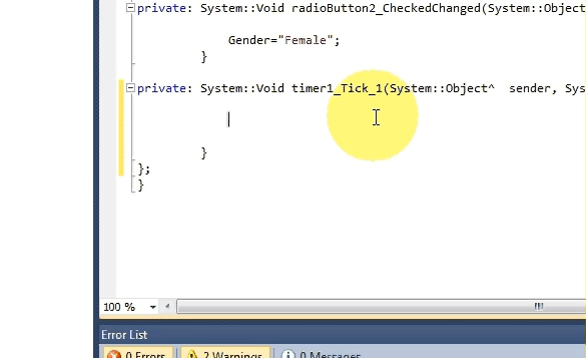 private: System::Void radioButton2_CheckedChanged(System::Object
Gender="Female";
}
private: System::Void timer1_Tick_1(System::Object^ sender, Sys
}
};
}
100 %
Error List
0 Errors 2 Warnings 0 Messages